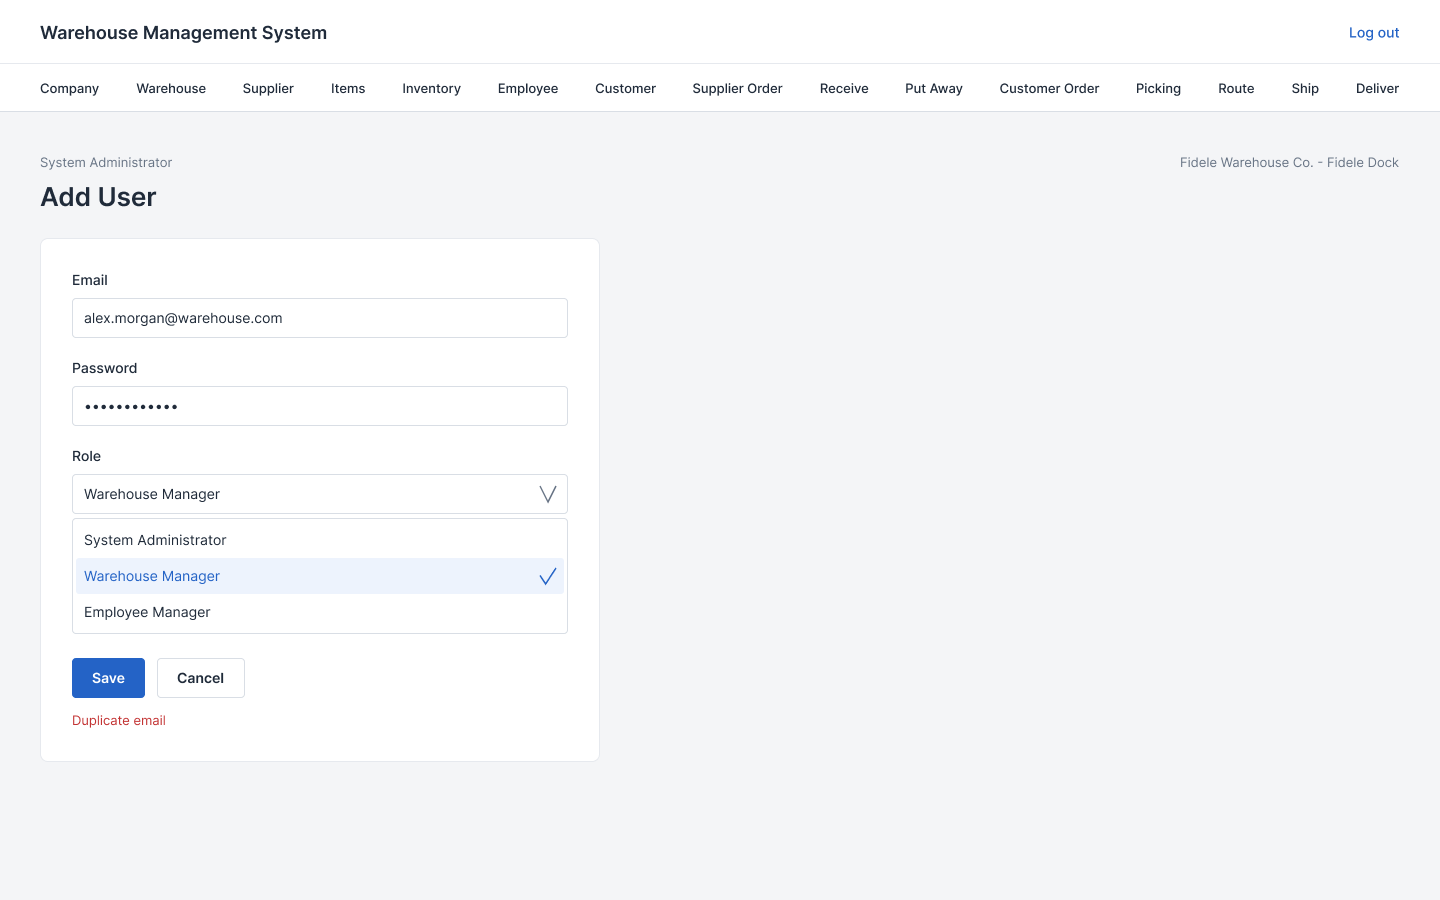 Warehouse Management System
Log out
Company Warehouse Supplier Items Inventory Employee Customer Supplier Order Receive Put Away Customer Order Picking Route Ship Deliver
System Administrator
Fidele Warehouse Co. - Fidele Dock
Add User
Email
alex.morgan@warehouse.com
Password
••••••••••••
Role
Warehouse Manager
System Administrator
Warehouse Manager
Employee Manager
Save Cancel
Duplicate email